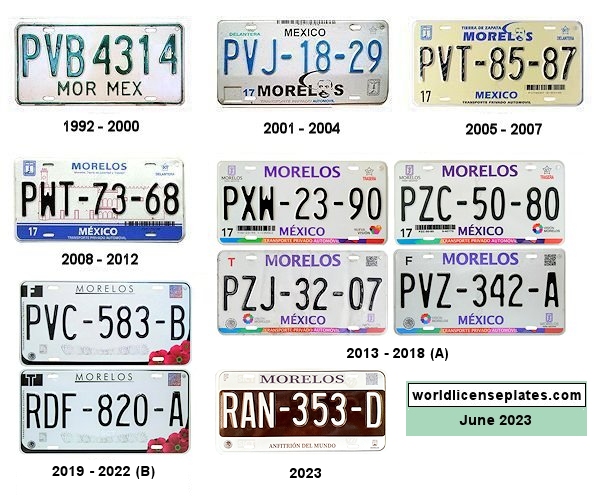 PVB 4314
MOR MEX
1992 - 2000
DELANTERA MEXICO
PVJ-18-29
17 MORELOS
TRANSPORTE PRIVADO AUTOMOVIL
2001 - 2004
TIERRA DE ZAPATA
MORELOS
PVT-85-87
17 MEXICO
TRANSPORTE PRIVADO AUTOMOVIL
2005 - 2007
MORELOS
DELANTERA
PWT-73-68
17 MÉXICO
TRANSPORTE PRIVADO AUTOMOVIL
2008 - 2012
MORELOS
TRASERA
PXW-23-90
17 MÉXICO
TRANSPORTE PRIVADO AUTOMOVIL
MORELOS
TRASERA
PZC-50-80
17 MÉXICO
TRANSPORTE PRIVADO AUTOMOVIL
T MORELOS
PZJ-32-07
MÉXICO
TRANSPORTE PRIVADO AUTOMOVIL
F MORELOS
PVZ-342-A
MÉXICO
TRANSPORTE PRIVADO AUTOMOVIL
2013 - 2018 (A)
F MORELOS
PVC-583-B
T MORELOS
RDF-820-A
2019 - 2022 (B)
MORELOS
RAN-353-D
ANFITRIÓN DEL MUNDO
2023
worldlicenseplates.com
June 2023